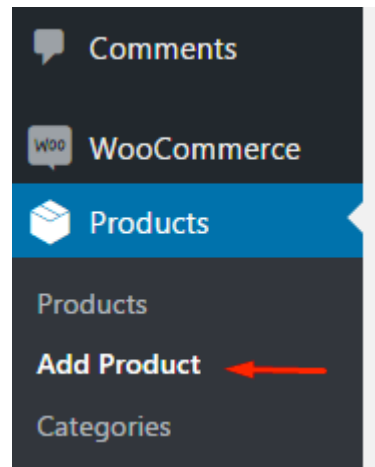 Comments
Woo
WooCommerce
Products
Products
Add Product
Categories